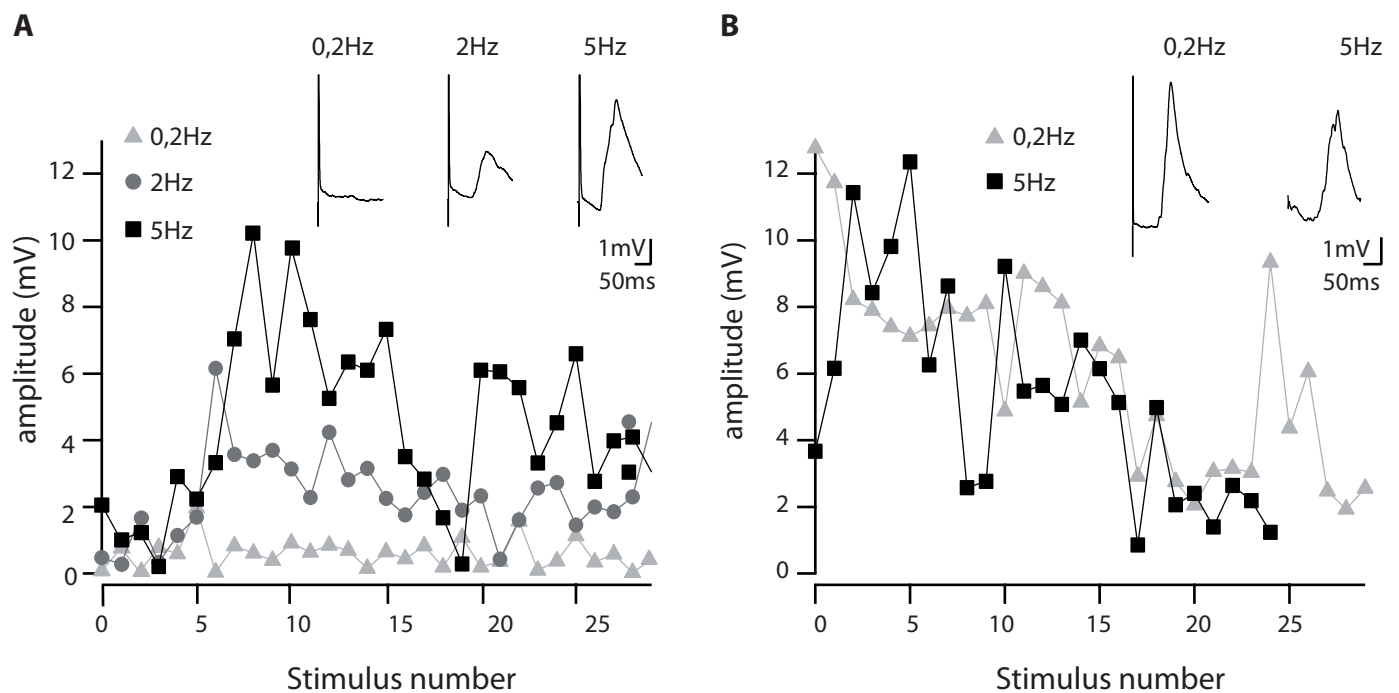 A
0,2Hz 2Hz 5Hz
0,2Hz
2Hz
5Hz
1mV
50ms
amplitude (mV)
12
10
8
6
4
2
0
0 5 10 15 20 25
Stimulus number
B
0,2Hz 5Hz
0,2Hz
5Hz
1mV
50ms
amplitude (mV)
12
10
8
6
4
2
0
0 5 10 15 20 25
Stimulus number